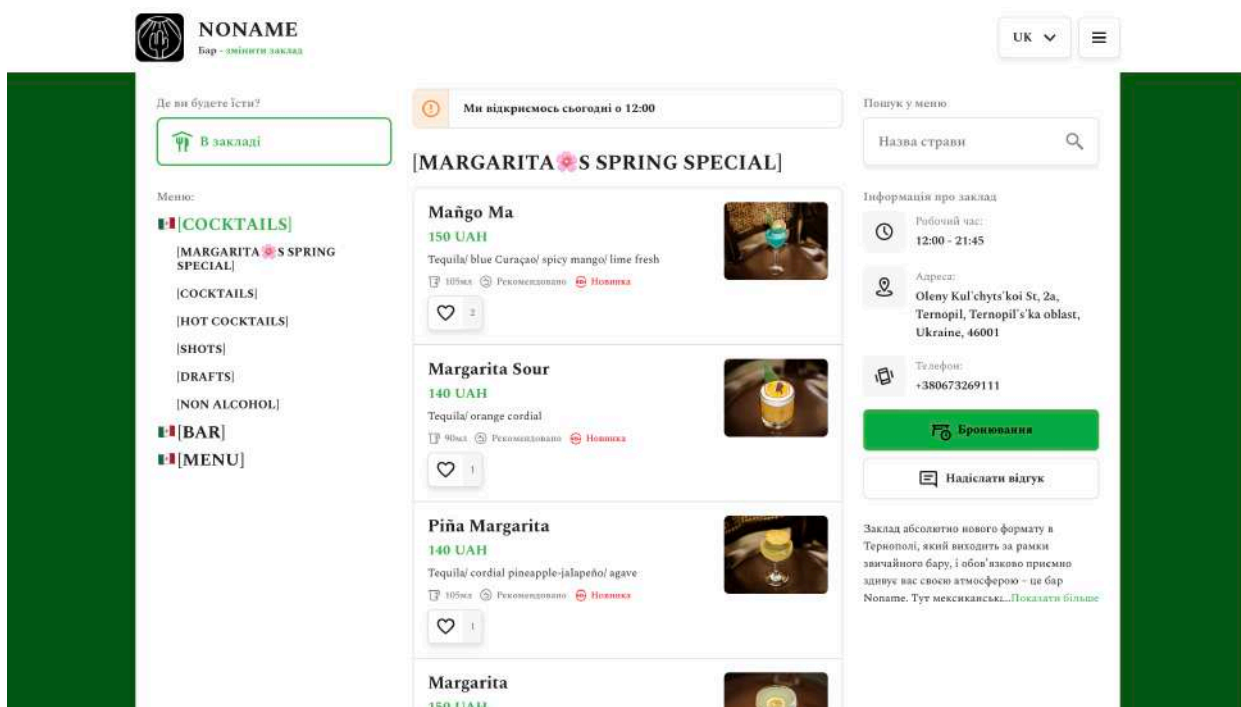 NONAME
Бар - змінити заклад
UK
Де ви будете їсти?
В закладі
Меню:
[COCKTAILS]
[MARGARITA🌸S SPRING
SPECIAL]
[COCKTAILS]
[HOT COCKTAILS]
[SHOTS]
[DRAFTS]
[NON ALCOHOL]
[BAR]
[MENU]
Ми відкриємось сьогодні о 12:00
[MARGARITA🌸S SPRING SPECIAL]
Mañgo Ma
150 UAH
Tequila/ blue Curaçao/ spicy mango/ lime fresh
105мл Рекомендовано Новинка
2
Margarita Sour
140 UAH
Tequila/ orange cordial
90мл Рекомендовано Новинка
1
Piña Margarita
140 UAH
Tequila/ cordial pineapple-jalapeño/ agave
105мл Рекомендовано Новинка
1
Margarita
150 UAH
Пошук у меню
Назва страви
Інформація про заклад
Робочий час:
12:00 - 21:45
Адреса:
Oleny Kul'chyts'koi St, 2a,
Ternopil, Ternopil's'ka oblast,
Ukraine, 46001
Телефон:
+380673269111
Бронювання
Надіслати відгук
Заклад абсолютно нового формату в
Тернополі, який виходить за рамки
звичайного бару, і обов'язково приємно
здивує вас своєю атмосферою – це бар
Noname. Тут мексиканськ...Показати більше